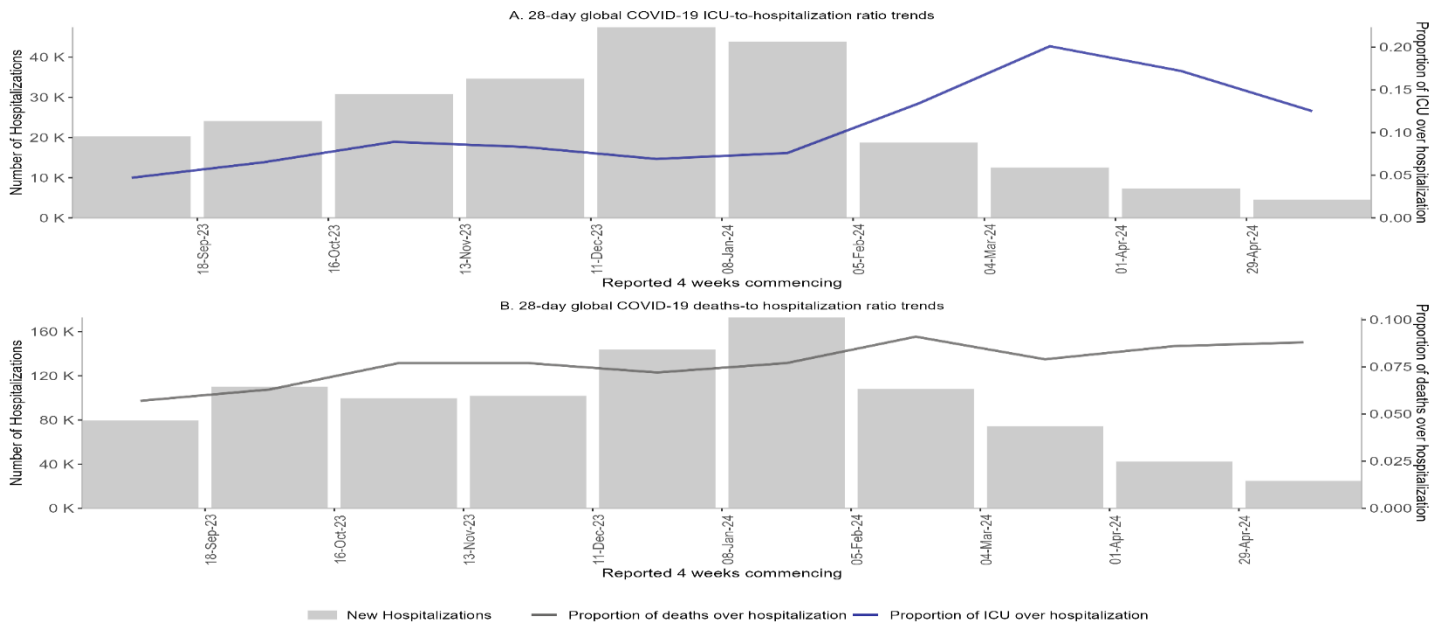 A. 28-day global COVID-19 ICU-to-hospitalization ratio trends
Number of Hospitalizations
40 K
30 K
20 K
10 K
0 K
0.20
0.15
0.10
0.05
0.00
Proportion of ICU over hospitalization
18-Sep-23
16-Oct-23
13-Nov-23
11-Dec-23
08-Jan-24
05-Feb-24
04-Mar-24
01-Apr-24
29-Apr-24
Reported 4 weeks commencing
B. 28-day global COVID-19 deaths-to hospitalization ratio trends
Number of Hospitalizations
160 K
120 K
80 K
40 K
0 K
0.100
0.075
0.050
0.025
0.000
Proportion of deaths over hospitalization
18-Sep-23
16-Oct-23
13-Nov-23
11-Dec-23
08-Jan-24
05-Feb-24
04-Mar-24
01-Apr-24
29-Apr-24
Reported 4 weeks commencing
New Hospitalizations
Proportion of deaths over hospitalization
Proportion of ICU over hospitalization